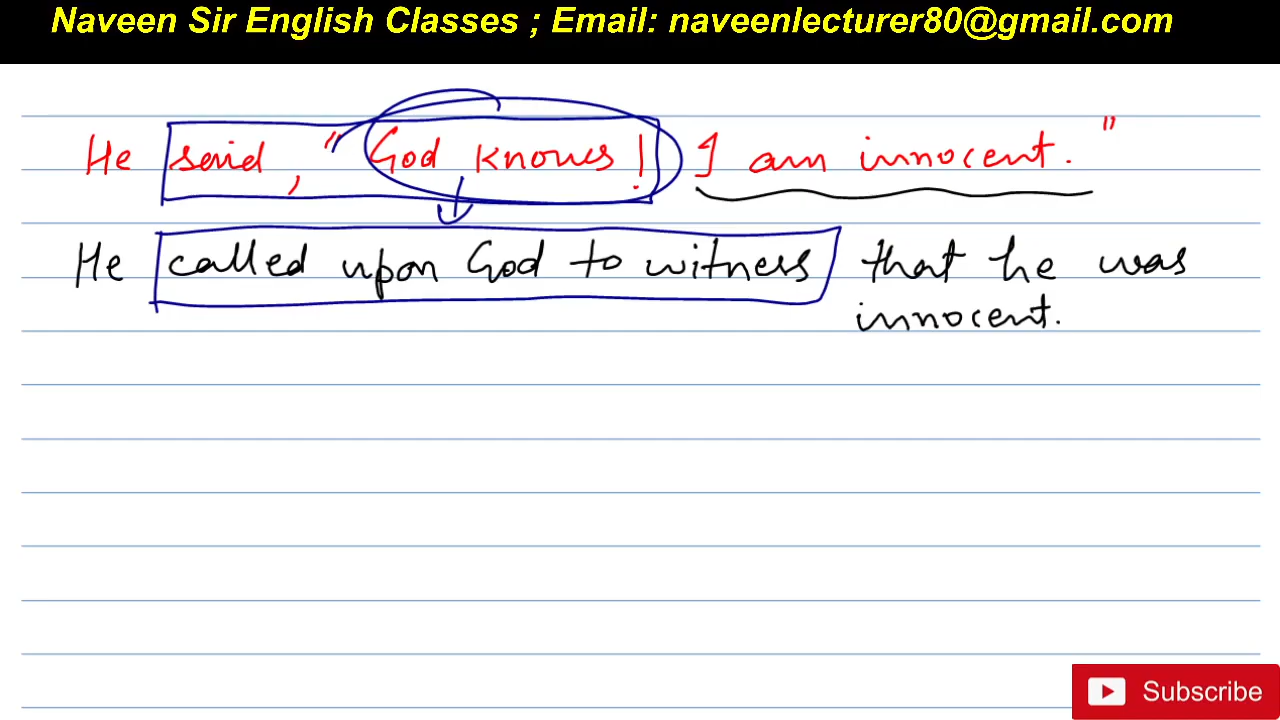 Naveen Sir English Classes ; Email: naveenlecturer80@gmail.com
He said, "God knows! I am innocent."
He called upon God to witness that he was
innocent.
Subscribe